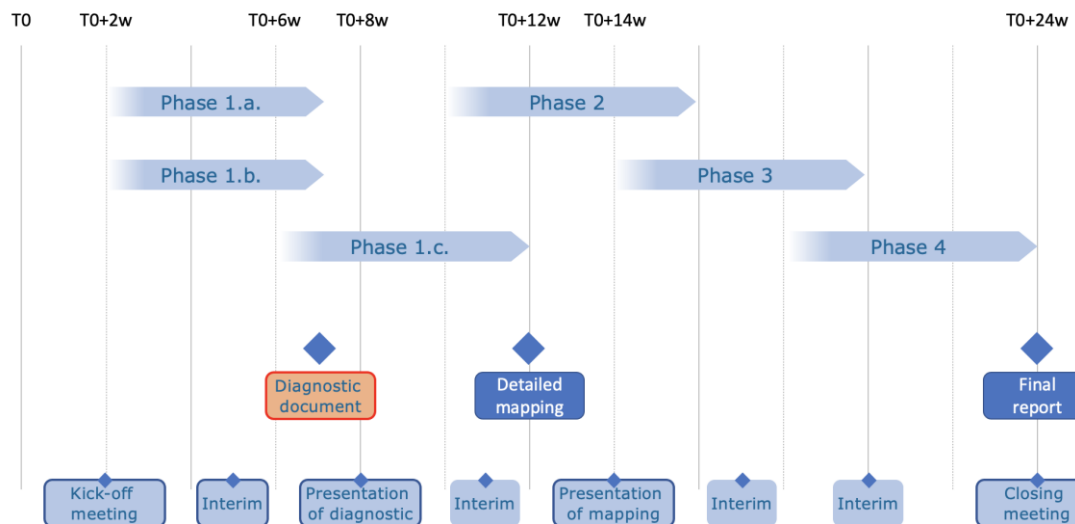 T0
T0+2w
T0+6w
T0+8w
T0+12w
T0+14w
T0+24w
Phase 1.a.
Phase 2
Phase 1.b.
Phase 3
Phase 1.c.
Phase 4
Diagnostic
document
Detailed
mapping
Final
report
Kick-off
meeting
Interim
Presentation
of diagnostic
Interim
Presentation
of mapping
Interim
Interim
Closing
meeting